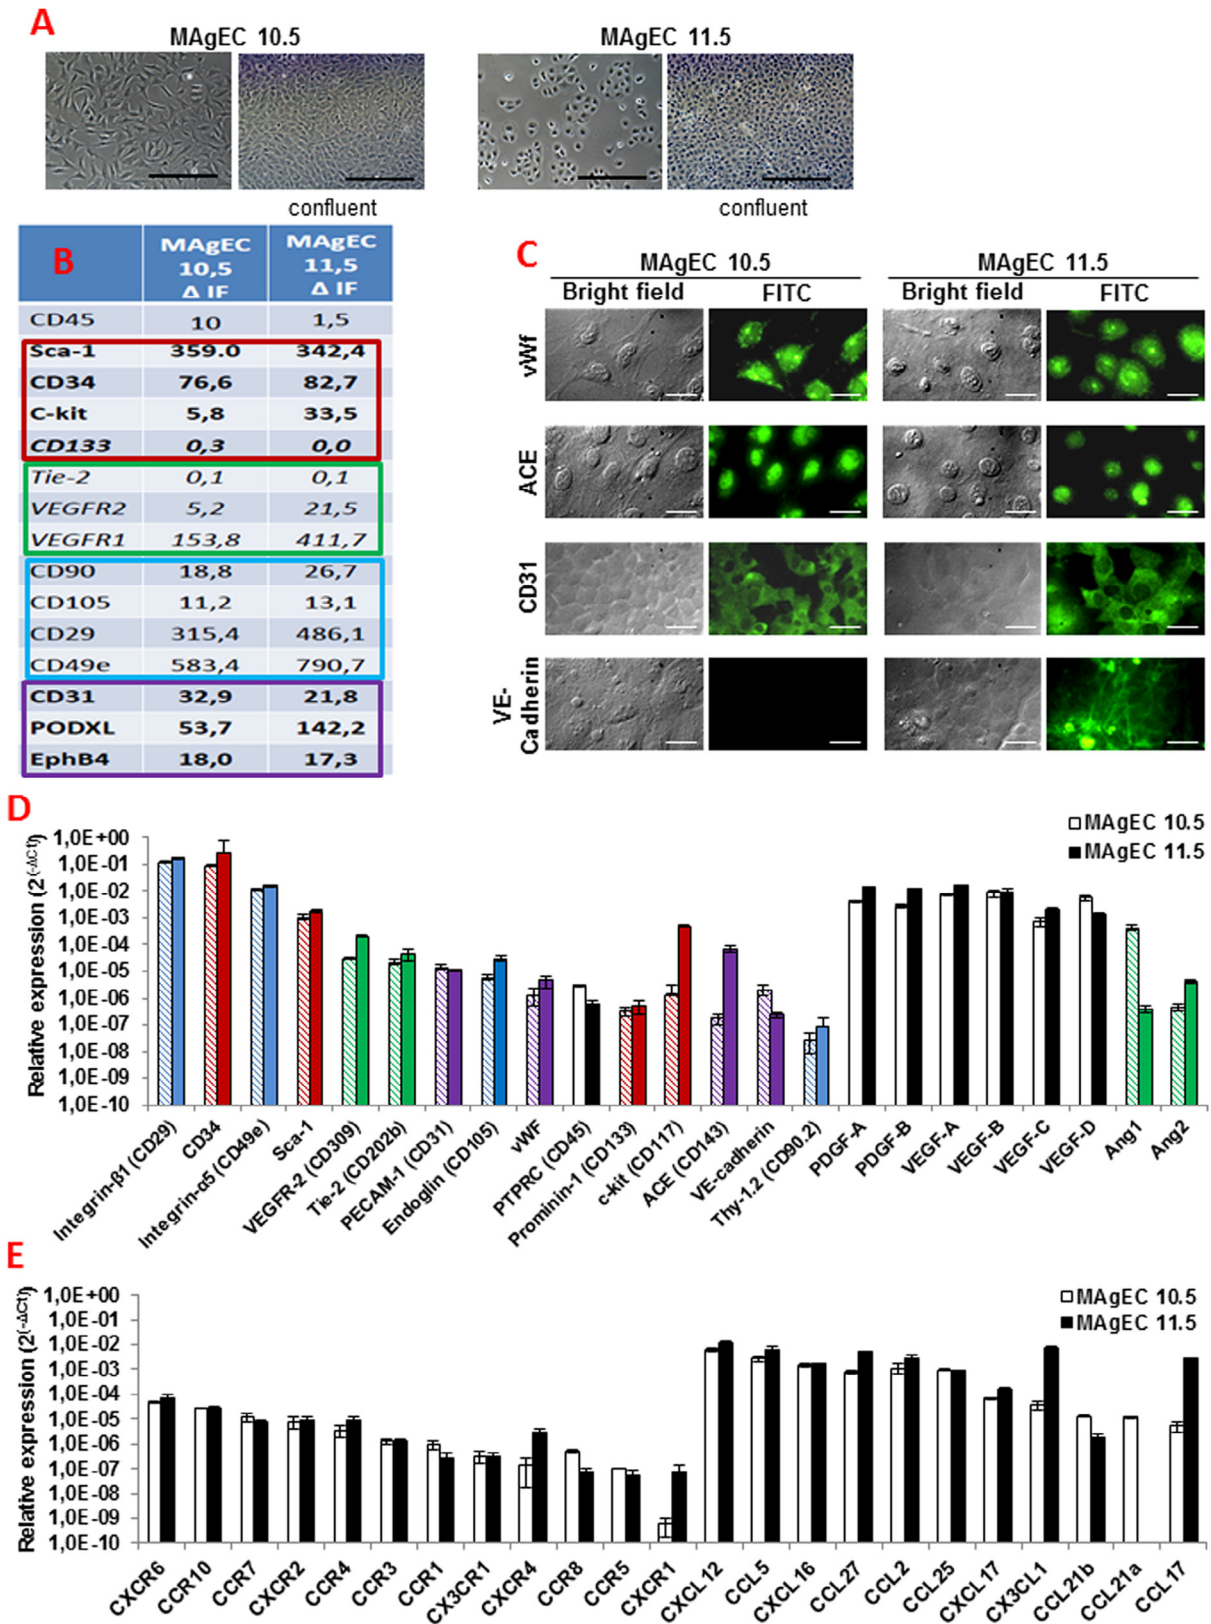 A
MAgEC 10.5
MAgEC 11.5
confluent
confluent
B
MAgEC 10,5 Δ IF
MAgEC 11,5 Δ IF
CD45 10 1,5
Sca-1 359.0 342,4
CD34 76,6 82,7
C-kit 5,8 33,5
CD133 0,3 0,0
Tie-2 0,1 0,1
VEGFR2 5,2 21,5
VEGFR1 153,8 411,7
CD90 18,8 26,7
CD105 11,2 13,1
CD29 315,4 486,1
CD49e 583,4 790,7
CD31 32,9 21,8
PODXL 53,7 142,2
EphB4 18,0 17,3
C
MAgEC 10.5
MAgEC 11.5
Bright field
FITC
Bright field
FITC
vWf
ACE
CD31
VE-
Cadherin
D
Relative expression (2(-ΔCt))
1,0E+00
1,0E-01
1,0E-02
1,0E-03
1,0E-04
1,0E-05
1,0E-06
1,0E-07
1,0E-08
1,0E-09
1,0E-10
MAgEC 10.5
MAgEC 11.5
Integrin-β1 (CD29)
CD34
Integrin-α5 (CD49e)
Sca-1
VEGFR-2 (CD309)
Tie-2 (CD202b)
PECAM-1 (CD31)
Endoglin (CD105)
vWF
PTPRC (CD45)
Prominin-1 (CD133)
c-kit (CD117)
ACE (CD143)
VE-cadherin
Thy-1.2 (CD90.2)
PDGF-A
PDGF-B
VEGF-A
VEGF-B
VEGF-C
VEGF-D
Ang1
Ang2
E
Relative expression (2(-ΔCt))
1,0E+00
1,0E-01
1,0E-02
1,0E-03
1,0E-04
1,0E-05
1,0E-06
1,0E-07
1,0E-08
1,0E-09
1,0E-10
MAgEC 10.5
MAgEC 11.5
CXCR6
CCR10
CCR7
CXCR2
CCR4
CCR3
CCR1
CX3CR1
CXCR4
CCR8
CCR5
CXCR1
CXCL12
CCL5
CXCL16
CCL27
CCL2
CCL25
CXCL17
CX3CL1
CCL21b
CCL21a
CCL17